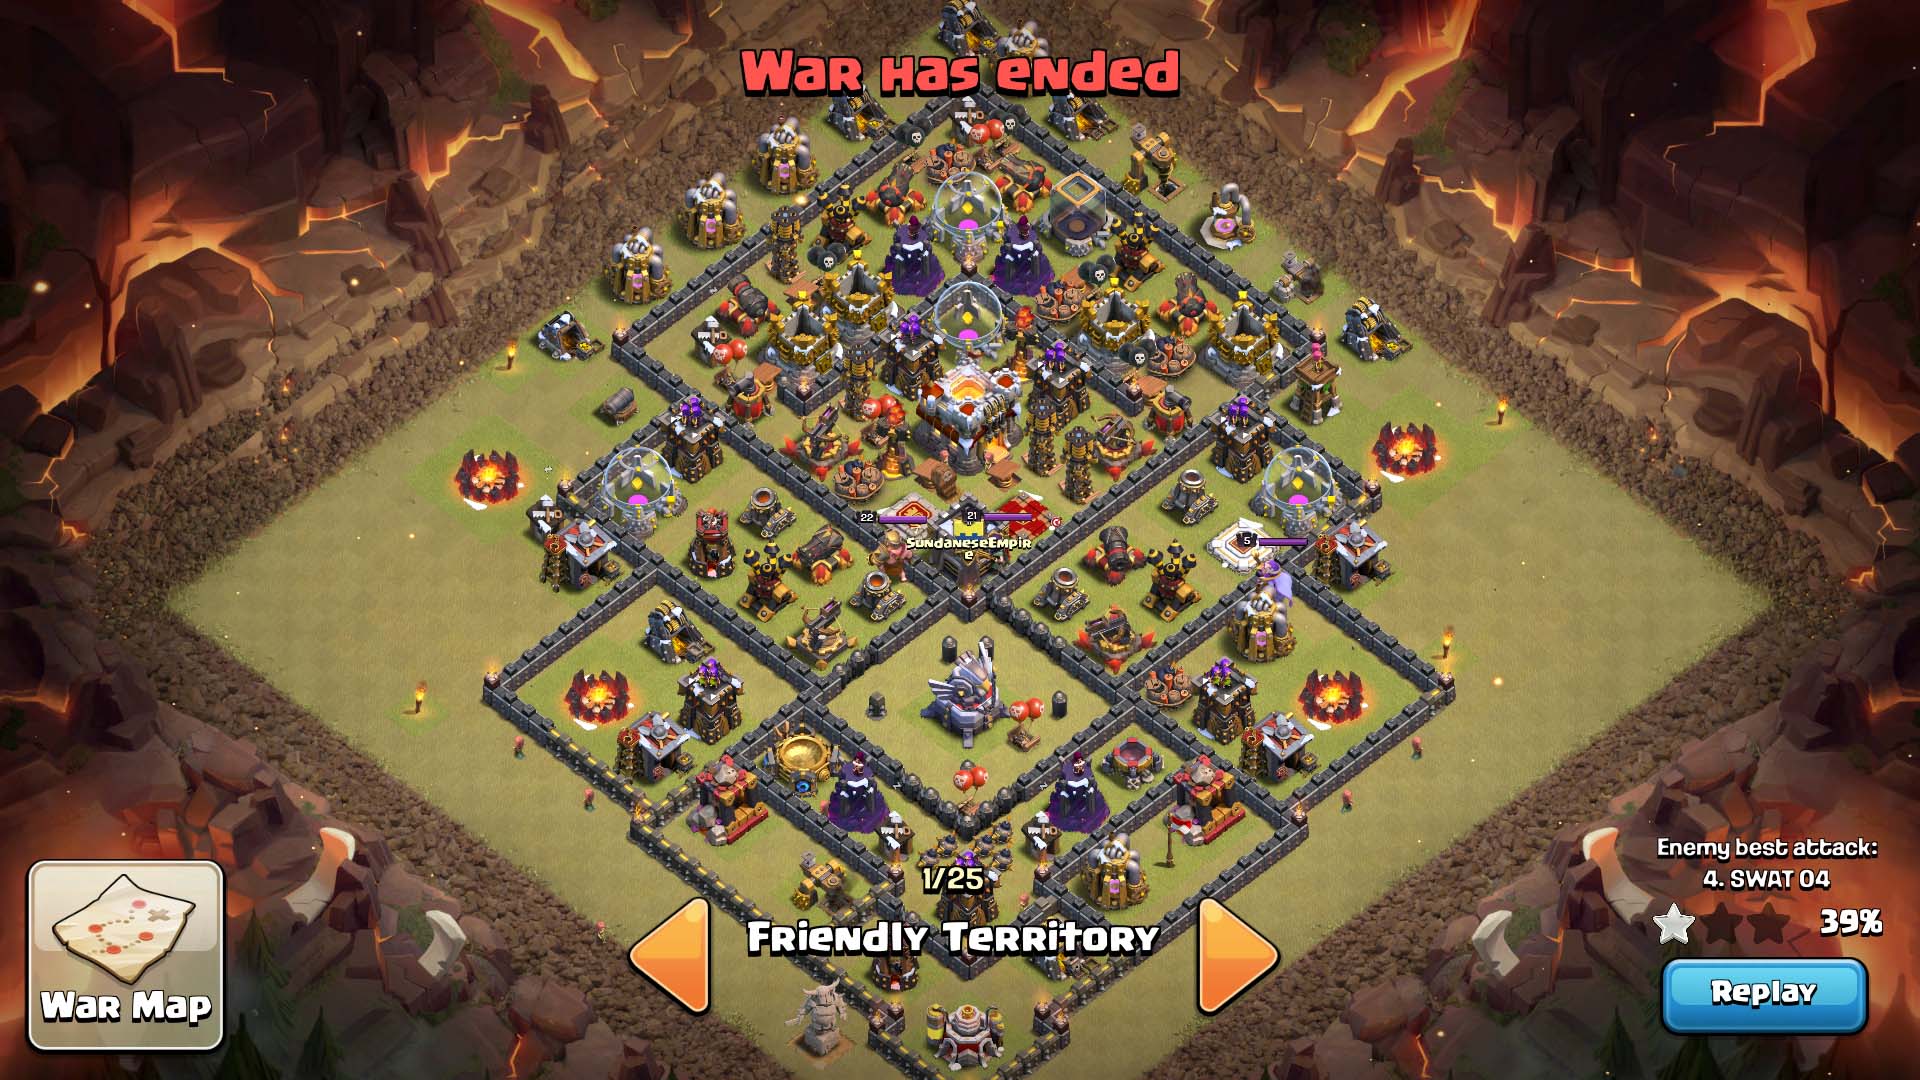 War has ended
22
21
SundaneseEmpir
e
5
1/25
Friendly Territory
War Map
Enemy best attack:
4. SWAT 04
39%
Replay